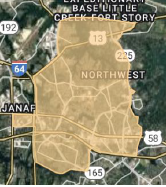 EXPEDITIONARY
BASE LITTLE
CREEK-FORT STORY
192
13
225
64
NORTHWEST
JANAF
58
165